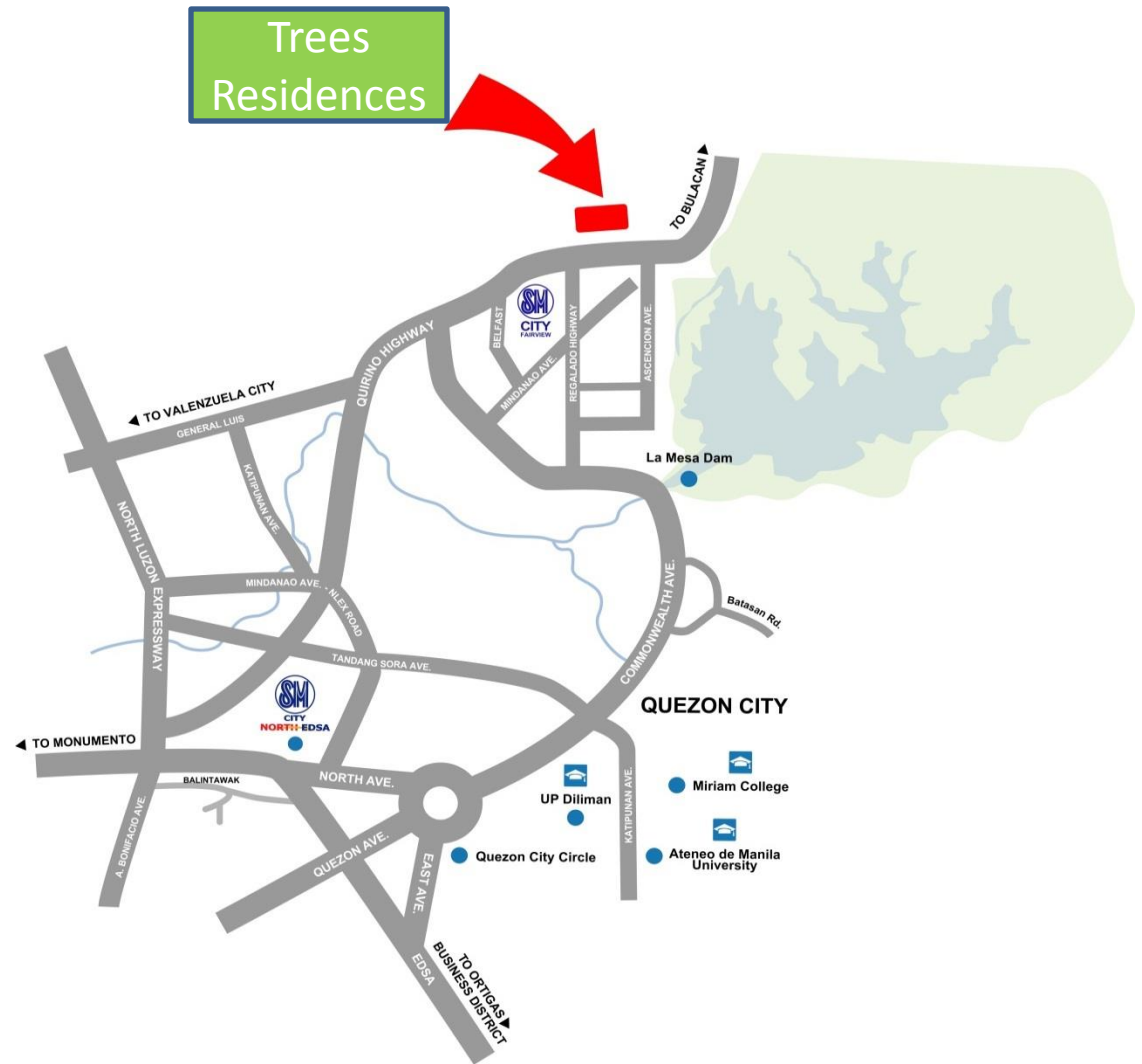 Trees
Residences
TO BULACAN
SM
CITY
FAIRVIEW
BELFAST
QUIRINO HIGHWAY
MINDANAO AVE.
REGALADO HIGHWAY
ASCENCION AVE.
TO VALENZUELA CITY
GENERAL LUIS
KATIPUNAN AVE.
La Mesa Dam
NORTH LUZON EXPRESSWAY
MINDANAO AVE. - NLEX ROAD
Batasan Rd.
COMMONWEALTH AVE.
TANDANG SORA AVE.
SM
CITY
NORTH EDSA
QUEZON CITY
TO MONUMENTO
BALINTAWAK
NORTH AVE.
UP Diliman
Miriam College
KATIPUNAN AVE.
A. BONIFACIO AVE.
QUEZON AVE.
EAST AVE.
Quezon City Circle
Ateneo de Manila
University
EDSA
TO ORTIGAS
BUSINESS DISTRICT